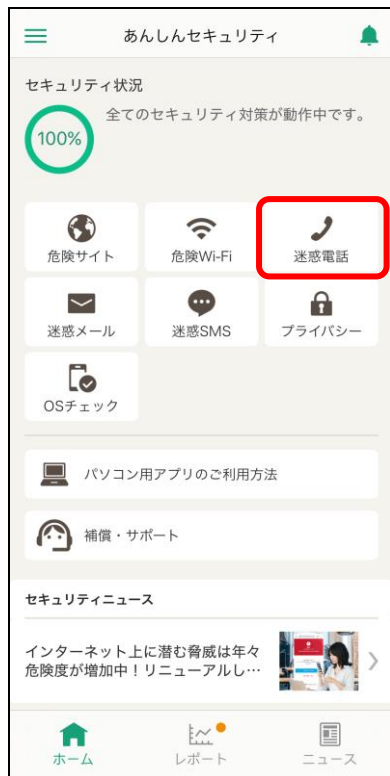 あんしんセキュリティ
セキュリティ状況
全てのセキュリティ対策が動作中です。
100%
危険サイト
危険Wi-Fi
迷惑電話
迷惑メール
迷惑SMS
プライバシー
OSチェック
パソコン用アプリのご利用方法
補償・サポート
セキュリティニュース
インターネット上に潜む脅威は年々
危険度が増加中！リニューアルし…
ホーム
レポート
ニュース